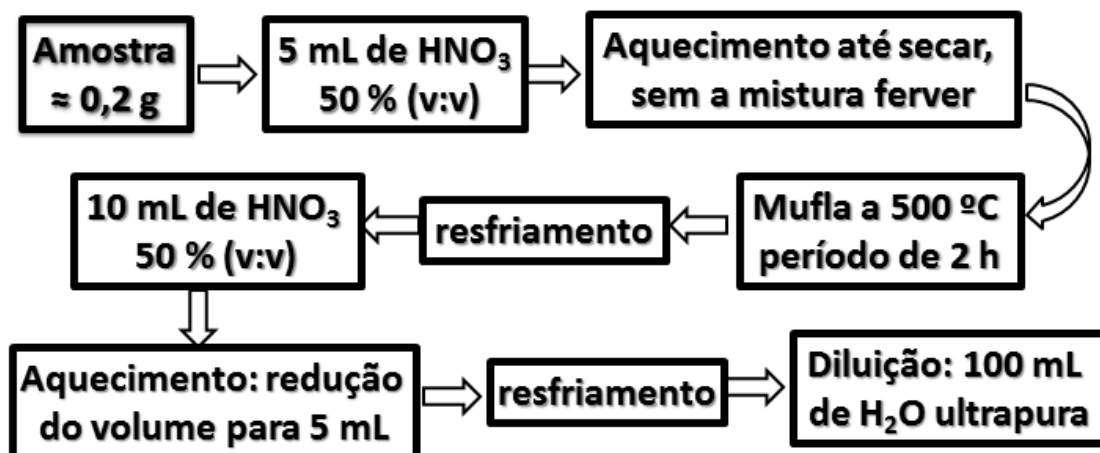 Amostra
≈ 0,2 g
5 mL de HNO₃
50 % (v:v)
Aquecimento até secar,
sem a mistura ferver
Mufla a 500 ºC
período de 2 h
resfriamento
10 mL de HNO₃
50 % (v:v)
Aquecimento: redução
do volume para 5 mL
resfriamento
Diluição: 100 mL
de H₂O ultrapura